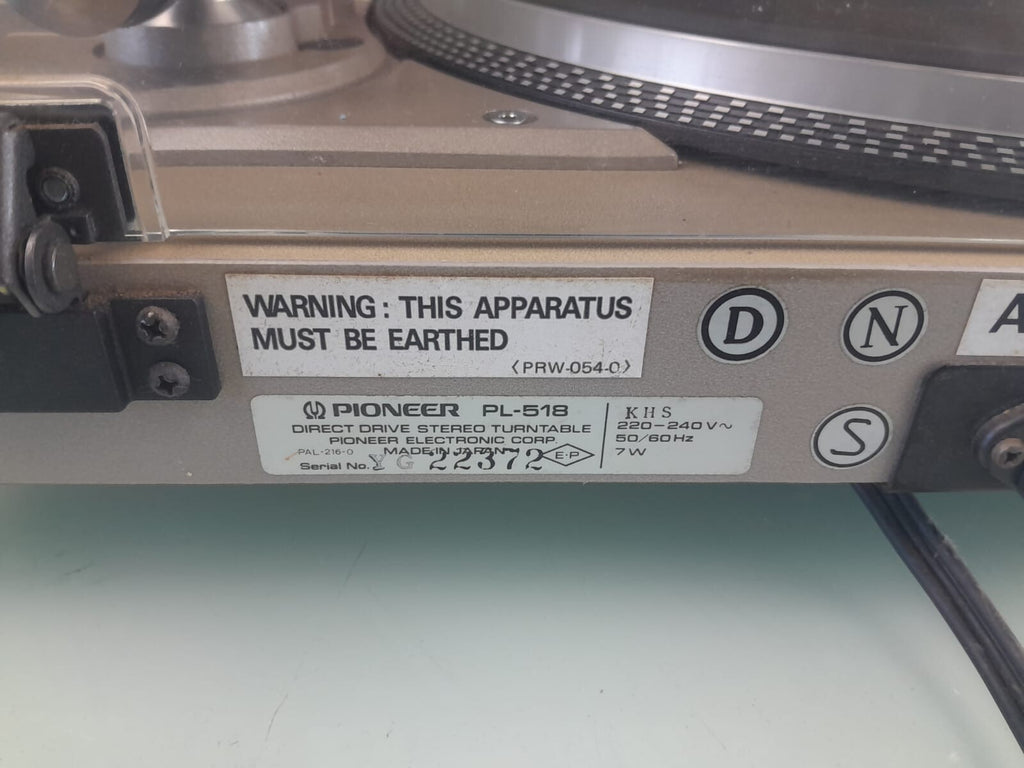 WARNING: THIS APPARATUS
MUST BE EARTHED
〈PRW-054-0〉
D
N
S
A
PIONEER PL-518
DIRECT DRIVE STEREO TURNTABLE
PIONEER ELECTRONIC CORP.
PAL-216-0 MADE IN JAPAN
Serial No. YG 22372
E·P
KHS
220-240V~
50/60Hz
7W